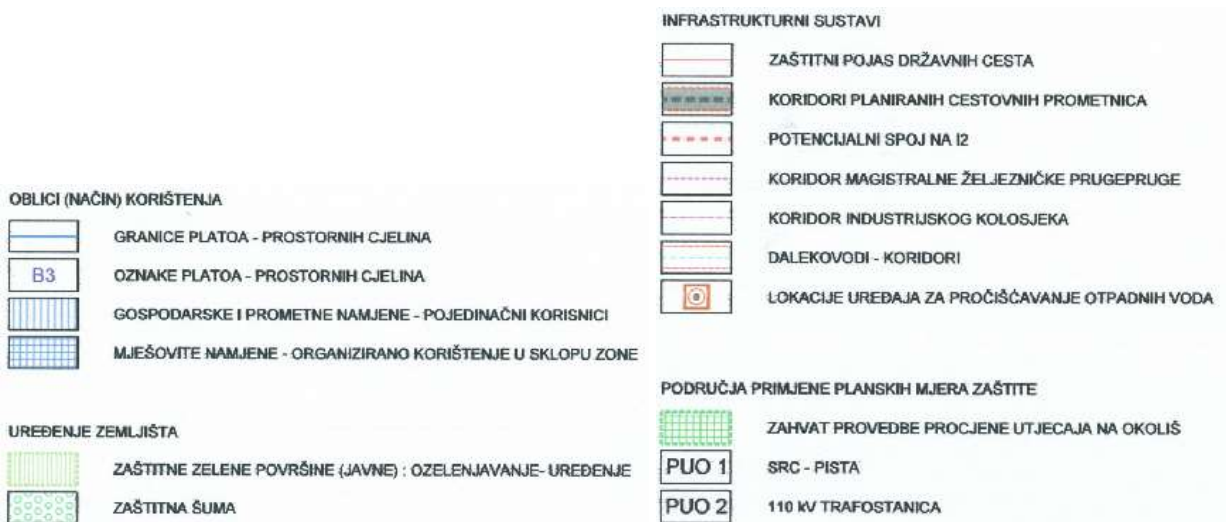 OBLICI (NAČIN) KORIŠTENJA
GRANICE PLATOA - PROSTORNIH CJELINA
B3 OZNAKE PLATOA - PROSTORNIH CJELINA
GOSPODARSKE I PROMETNE NAMJENE - POJEDINAČNI KORISNICI
MJEŠOVITE NAMJENE - ORGANIZIRANO KORIŠTENJE U SKLOPU ZONE
UREĐENJE ZEMLJIŠTA
ZAŠTITNE ZELENE POVRŠINE (JAVNE) : OZELENJAVANJE- UREĐENJE
ZAŠTITNA ŠUMA
INFRASTRUKTURNI SUSTAVI
ZAŠTITNI POJAS DRŽAVNIH CESTA
KORIDORI PLANIRANIH CESTOVNIH PROMETNICA
POTENCIJALNI SPOJ NA I2
KORIDOR MAGISTRALNE ŽELJEZNIČKE PRUGEPRUGE
KORIDOR INDUSTRIJSKOG KOLOSJEKA
DALEKOVODI - KORIDORI
LOKACIJE UREĐAJA ZA PROČIŠĆAVANJE OTPADNIH VODA
PODRUČJA PRIMJENE PLANSKIH MJERA ZAŠTITE
ZAHVAT PROVEDBE PROCJENE UTJECAJA NA OKOLIŠ
PUO 1 SRC - PISTA
PUO 2 110 kV TRAFOSTANICA